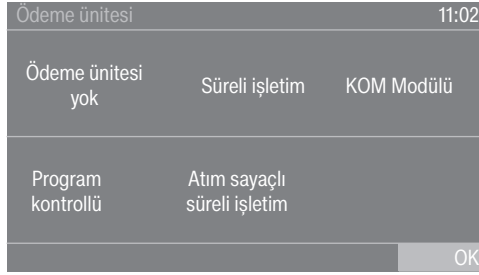 Ödeme ünitesi 11:02
Ödeme ünitesi
yok
Süreli işletim
KOM Modülü
Program
kontrollü
Atım sayaçlı
süreli işletim
OK